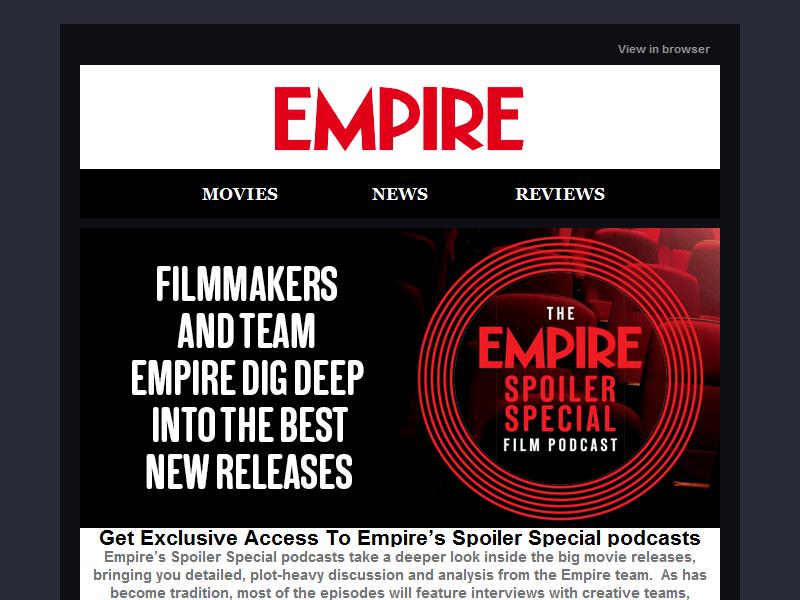 View in browser
EMPIRE
MOVIES NEWS REVIEWS
FILMMAKERS
AND TEAM
EMPIRE DIG DEEP
INTO THE BEST
NEW RELEASES
THE
EMPIRE
SPOILER
SPECIAL
FILM PODCAST
Get Exclusive Access To Empire’s Spoiler Special podcasts
Empire’s Spoiler Special podcasts take a deeper look inside the big movie releases,
bringing you detailed, plot-heavy discussion and analysis from the Empire team.  As has
become tradition, most of the episodes will feature interviews with creative teams,